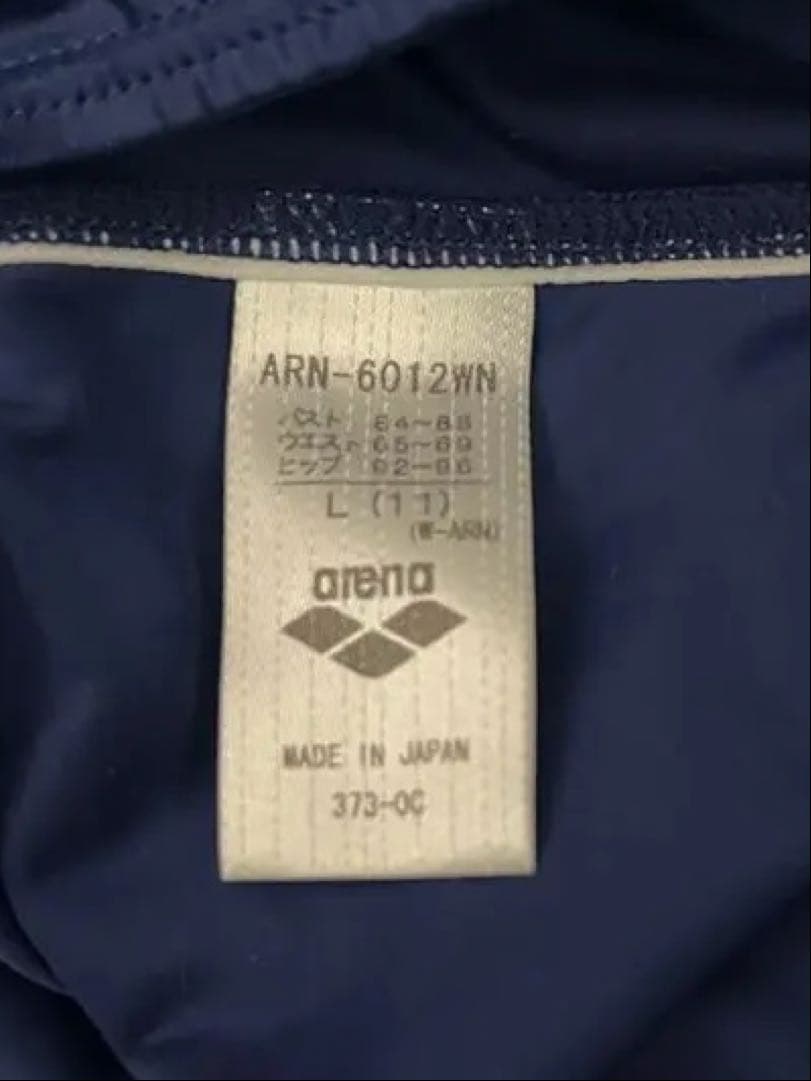 ARN-6012WN
バスト 84~88
ウエスト 65~69
ヒップ 92~96
L (11)
(W-ARN)
arena
MADE IN JAPAN
373-0C